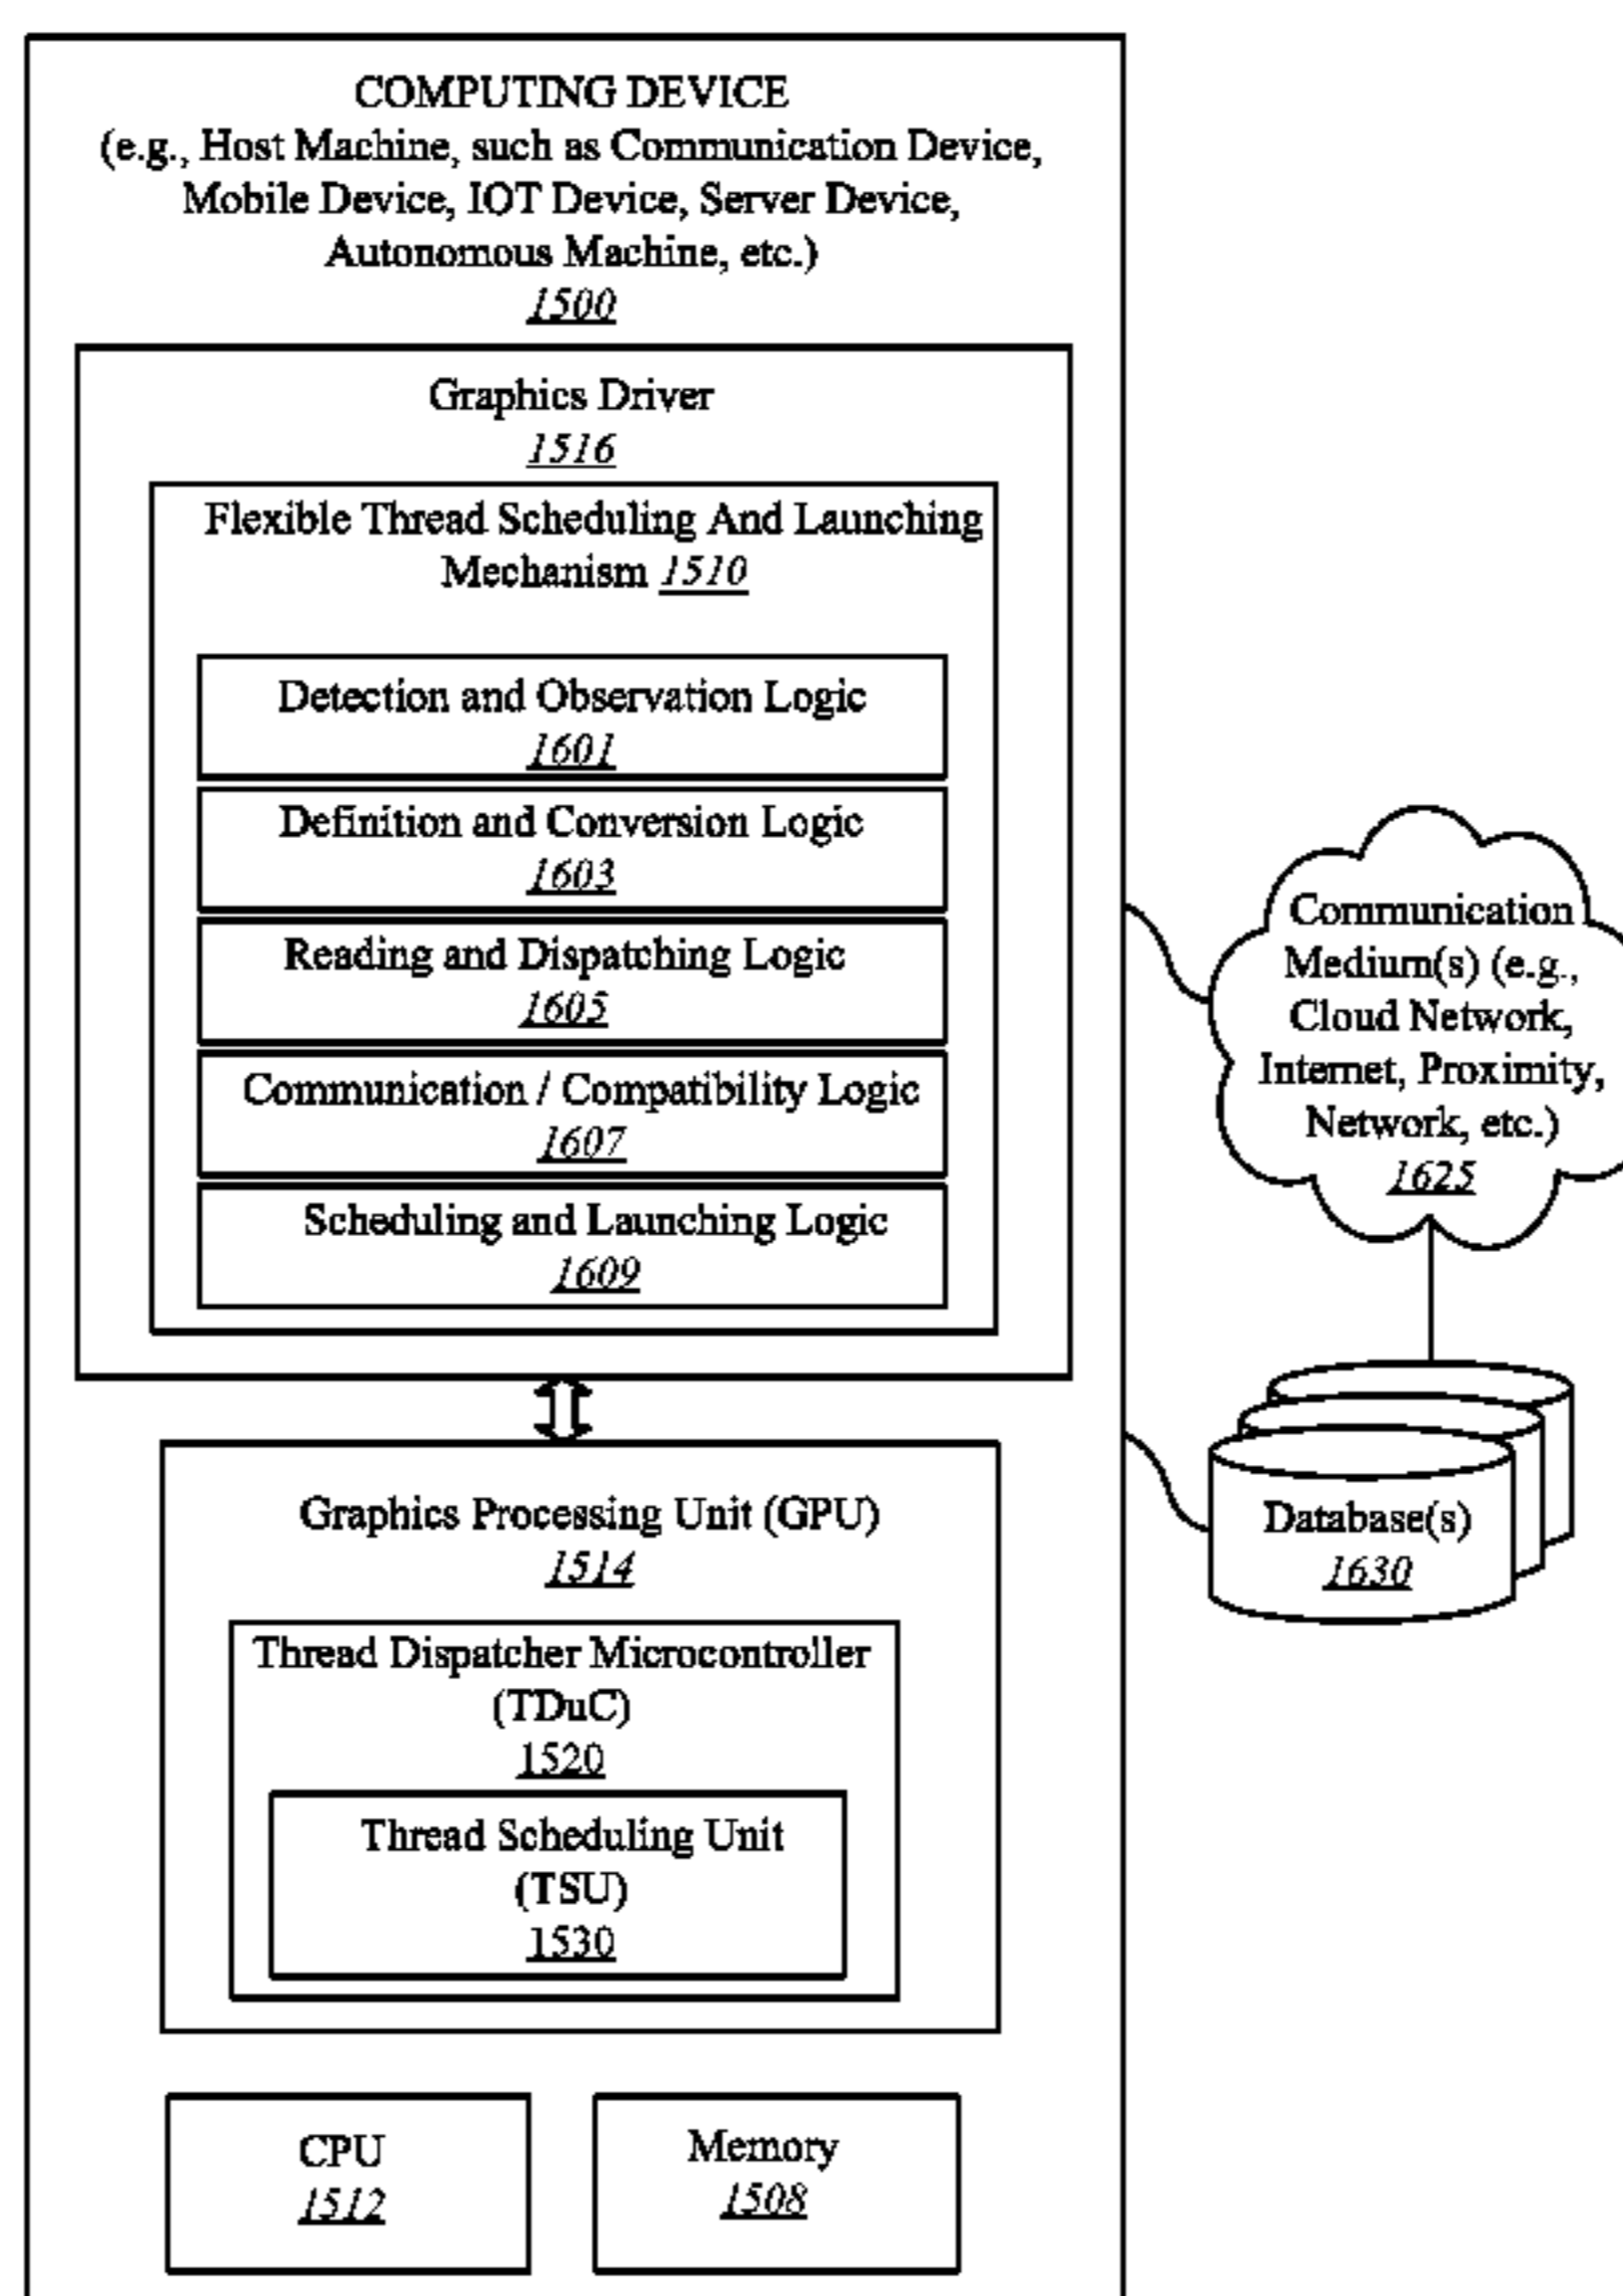 COMPUTING DEVICE
(e.g., Host Machine, such as Communication Device,
Mobile Device, IOT Device, Server Device,
Autonomous Machine, etc.)
1500
Graphics Driver
1516
Flexible Thread Scheduling And Launching
Mechanism 1510
Detection and Observation Logic
1601
Definition and Conversion Logic
1603
Reading and Dispatching Logic
1605
Communication / Compatibility Logic
1607
Scheduling and Launching Logic
1609
Communication
Medium(s) (e.g.,
Cloud Network,
Internet, Proximity,
Network, etc.)
1625
Database(s)
1630
Graphics Processing Unit (GPU)
1514
Thread Dispatcher Microcontroller
(TDuC)
1520
Thread Scheduling Unit
(TSU)
1530
CPU
1512
Memory
1508